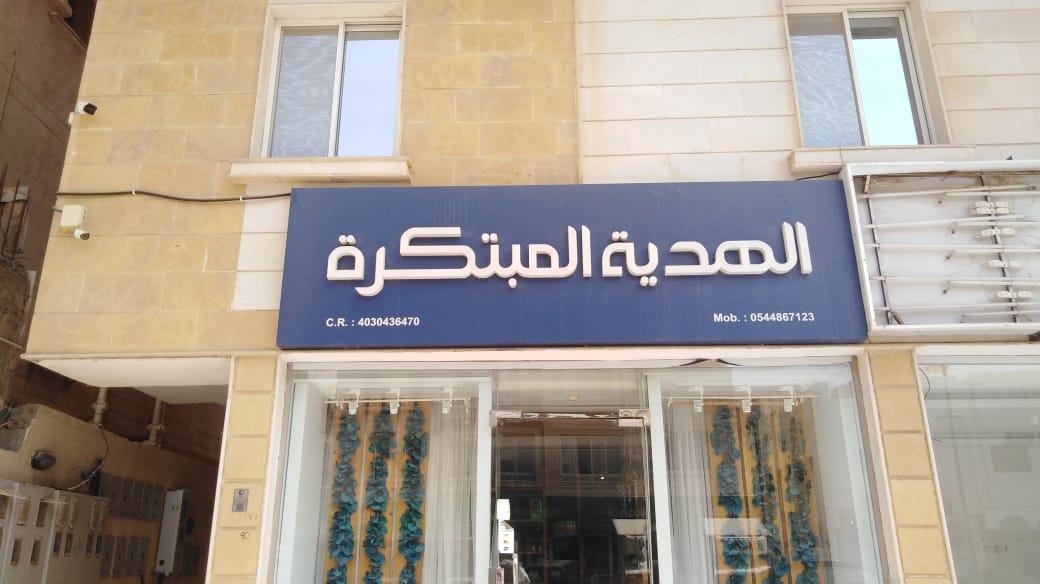 الهدية المبتكرة
C.R. : 4030436470
Mob. : 0544867123